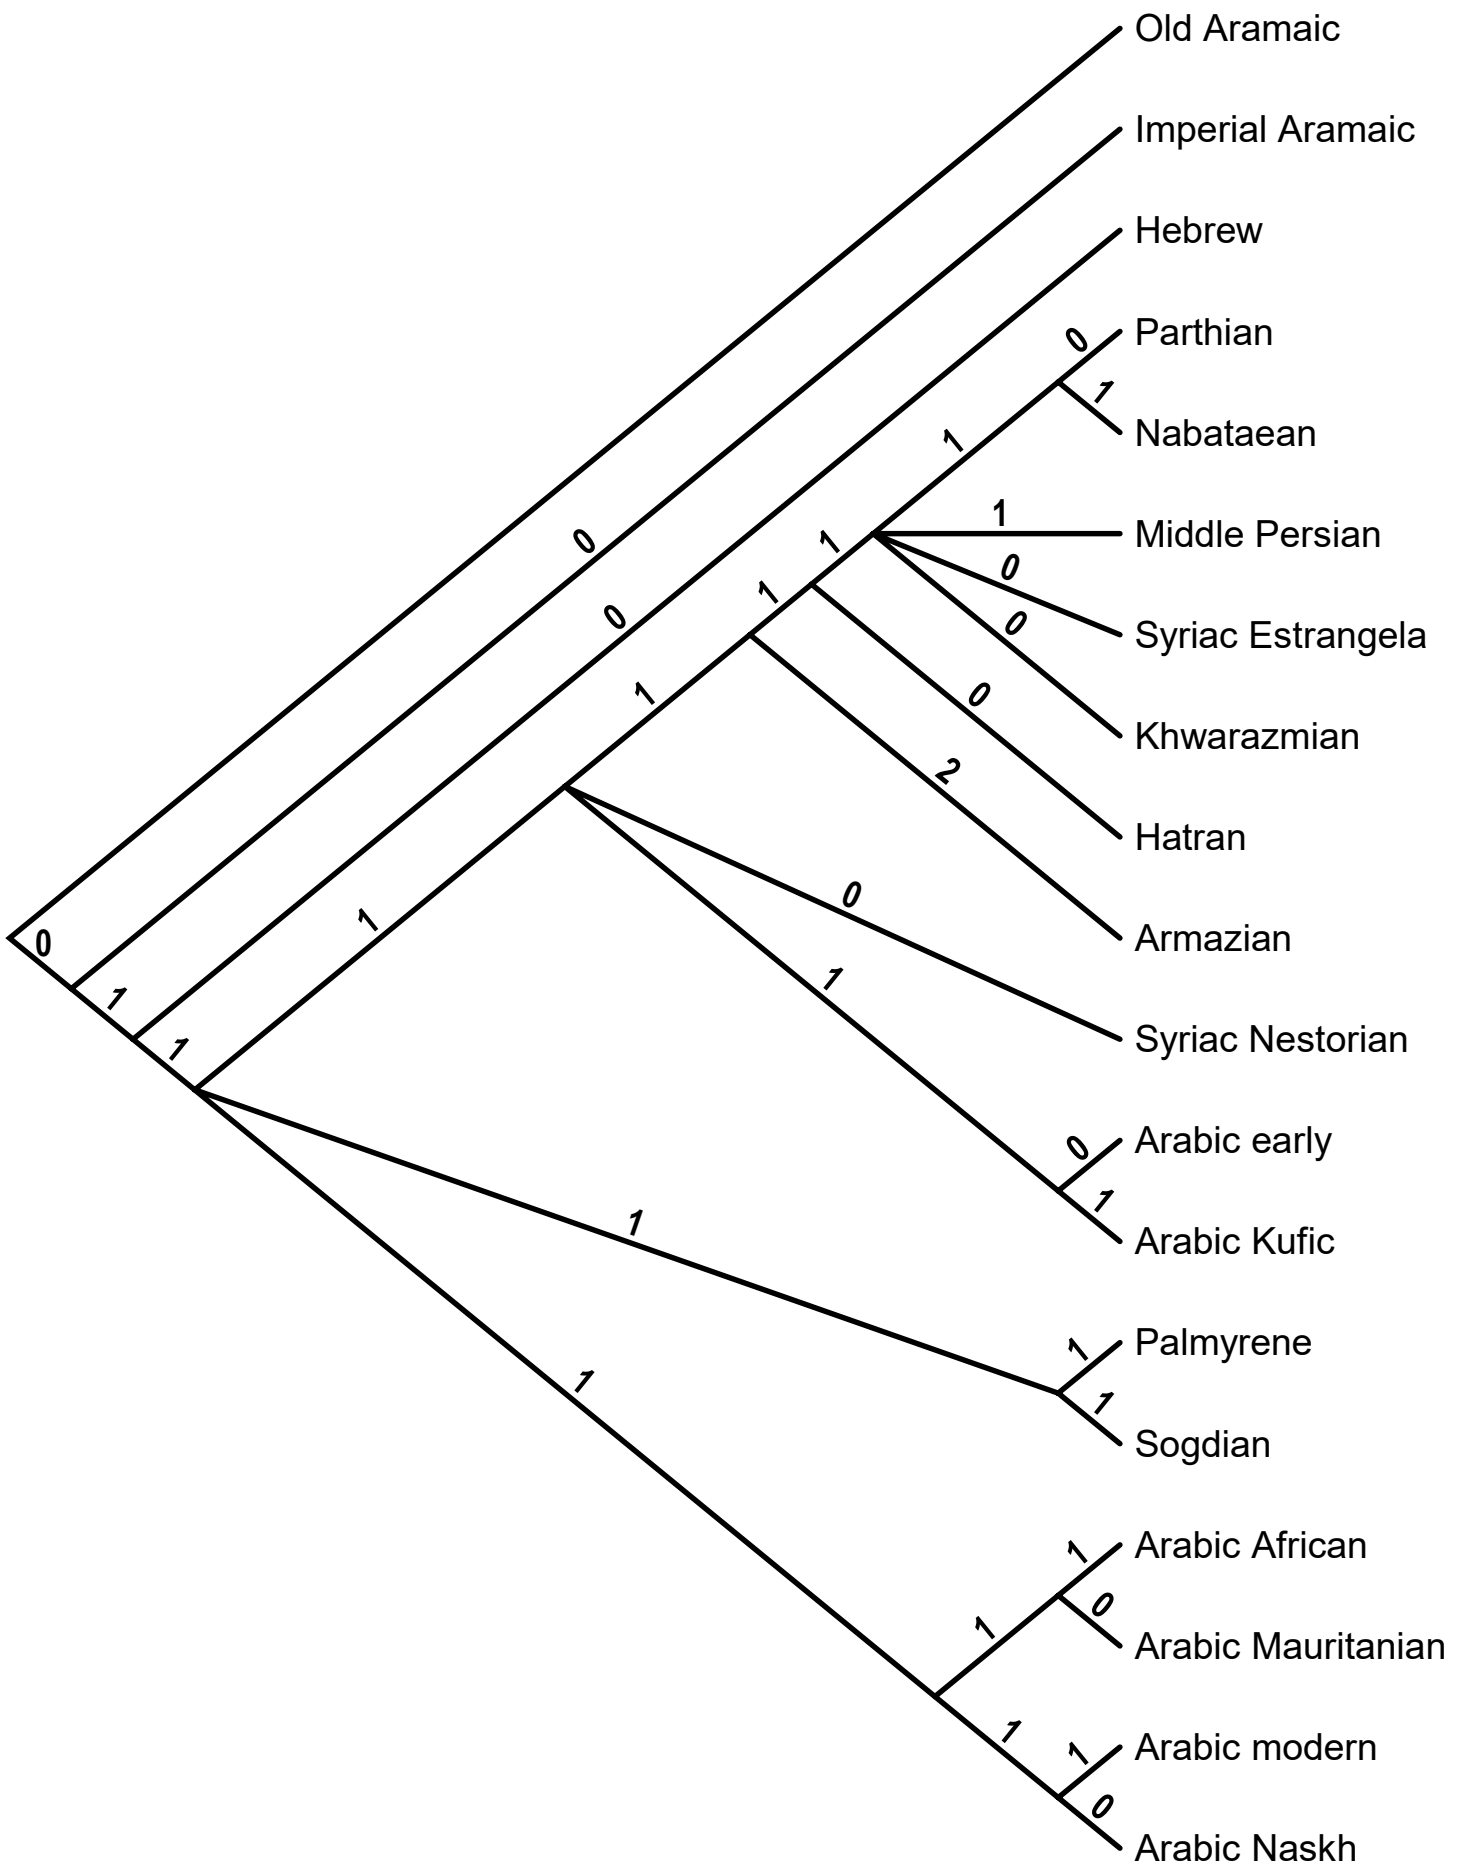 Old Aramaic
Imperial Aramaic
Hebrew
0 Parthian
1
Nabataean
1
1 Middle Persian
0
0
1
0
Syriac Estrangela
1
0
1
0
Khwarazmian
2
Hatran
0
1
0
Armazian
1
1
1
Syriac Nestorian
0 Arabic early
1
1
Arabic Kufic
1 Palmyrene
1
1
Sogdian
1 Arabic African
0
1
Arabic Mauritanian
1
1 Arabic modern
0
Arabic Naskh